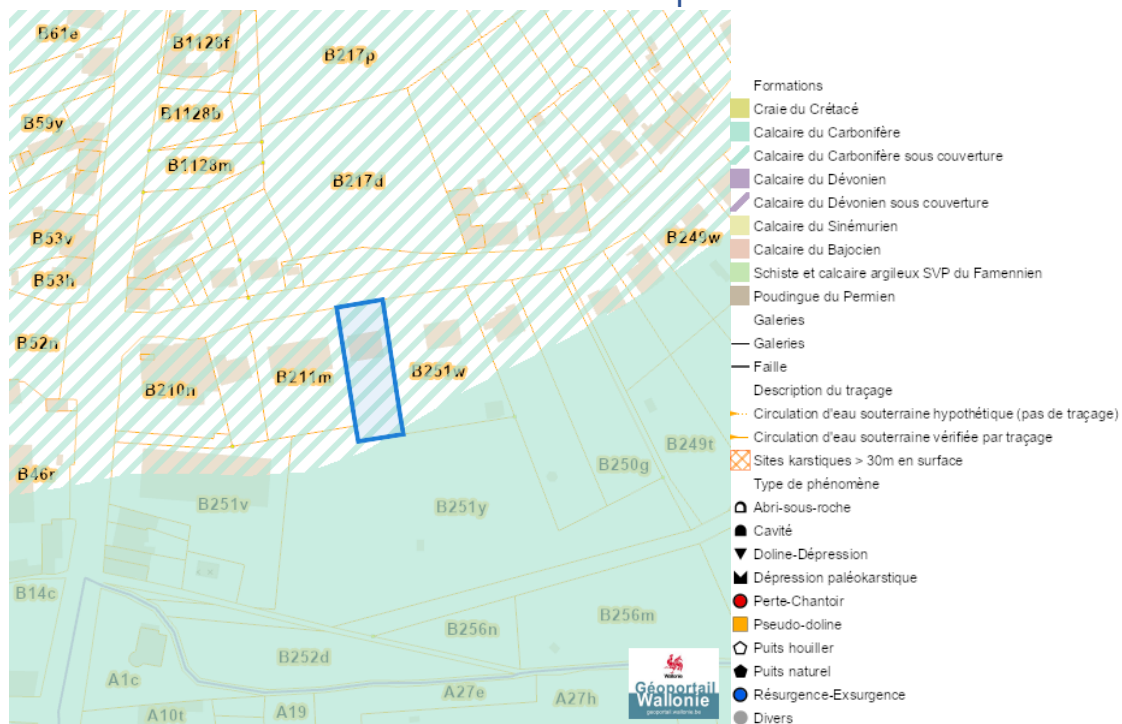 B61e
B1128f
B217p
B59v
B1128b
B1128m
B217d
B53v
B249w
B53h
B52n
B210n
B211m
B251w
B46r
B251v
B251y
B250g
B249t
B14c
B256n
B256m
B252d
A1c
A27e
A27h
A10t
A19
Wallonie
Géoportail
Wallonie
geoportail.wallonie.be
Formations
Craie du Crétacé
Calcaire du Carbonifère
Calcaire du Carbonifère sous couverture
Calcaire du Dévonien
Calcaire du Dévonien sous couverture
Calcaire du Sinémurien
Calcaire du Bajocien
Schiste et calcaire argileux SVP du Famennien
Poudingue du Permien
Galeries
Galeries
Faille
Description du traçage
Circulation d'eau souterraine hypothétique (pas de traçage)
Circulation d'eau souterraine vérifiée par traçage
Sites karstiques > 30m en surface
Type de phénomène
Abri-sous-roche
Cavité
Doline-Dépression
Dépression paléokarstique
Perte-Chantoir
Pseudo-doline
Puits houiller
Puits naturel
Résurgence-Exsurgence
Divers